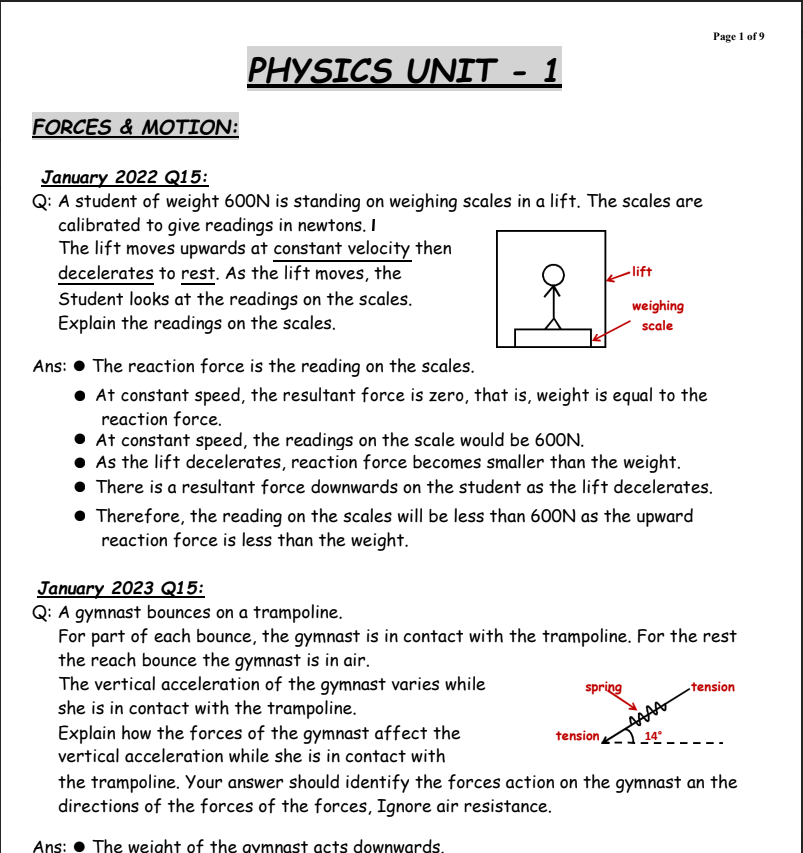 Page 1 of 9
PHYSICS UNIT - 1
FORCES & MOTION:
January 2022 Q15:
Q: A student of weight 600N is standing on weighing scales in a lift. The scales are
calibrated to give readings in newtons. I
The lift moves upwards at constant velocity then
decelerates to rest. As the lift moves, the
Student looks at the readings on the scales.
Explain the readings on the scales.
lift
weighing
scale
Ans: ● The reaction force is the reading on the scales.
● At constant speed, the resultant force is zero, that is, weight is equal to the
reaction force.
● At constant speed, the readings on the scale would be 600N.
● As the lift decelerates, reaction force becomes smaller than the weight.
● There is a resultant force downwards on the student as the lift decelerates.
● Therefore, the reading on the scales will be less than 600N as the upward
reaction force is less than the weight.
January 2023 Q15:
Q: A gymnast bounces on a trampoline.
For part of each bounce, the gymnast is in contact with the trampoline. For the rest
the reach bounce the gymnast is in air.
The vertical acceleration of the gymnast varies while
she is in contact with the trampoline.
Explain how the forces of the gymnast affect the
vertical acceleration while she is in contact with
spring
tension
tension
14°
the trampoline. Your answer should identify the forces action on the gymnast an the
directions of the forces of the forces, Ignore air resistance.
Ans: ● The weight of the gymnast acts downwards.